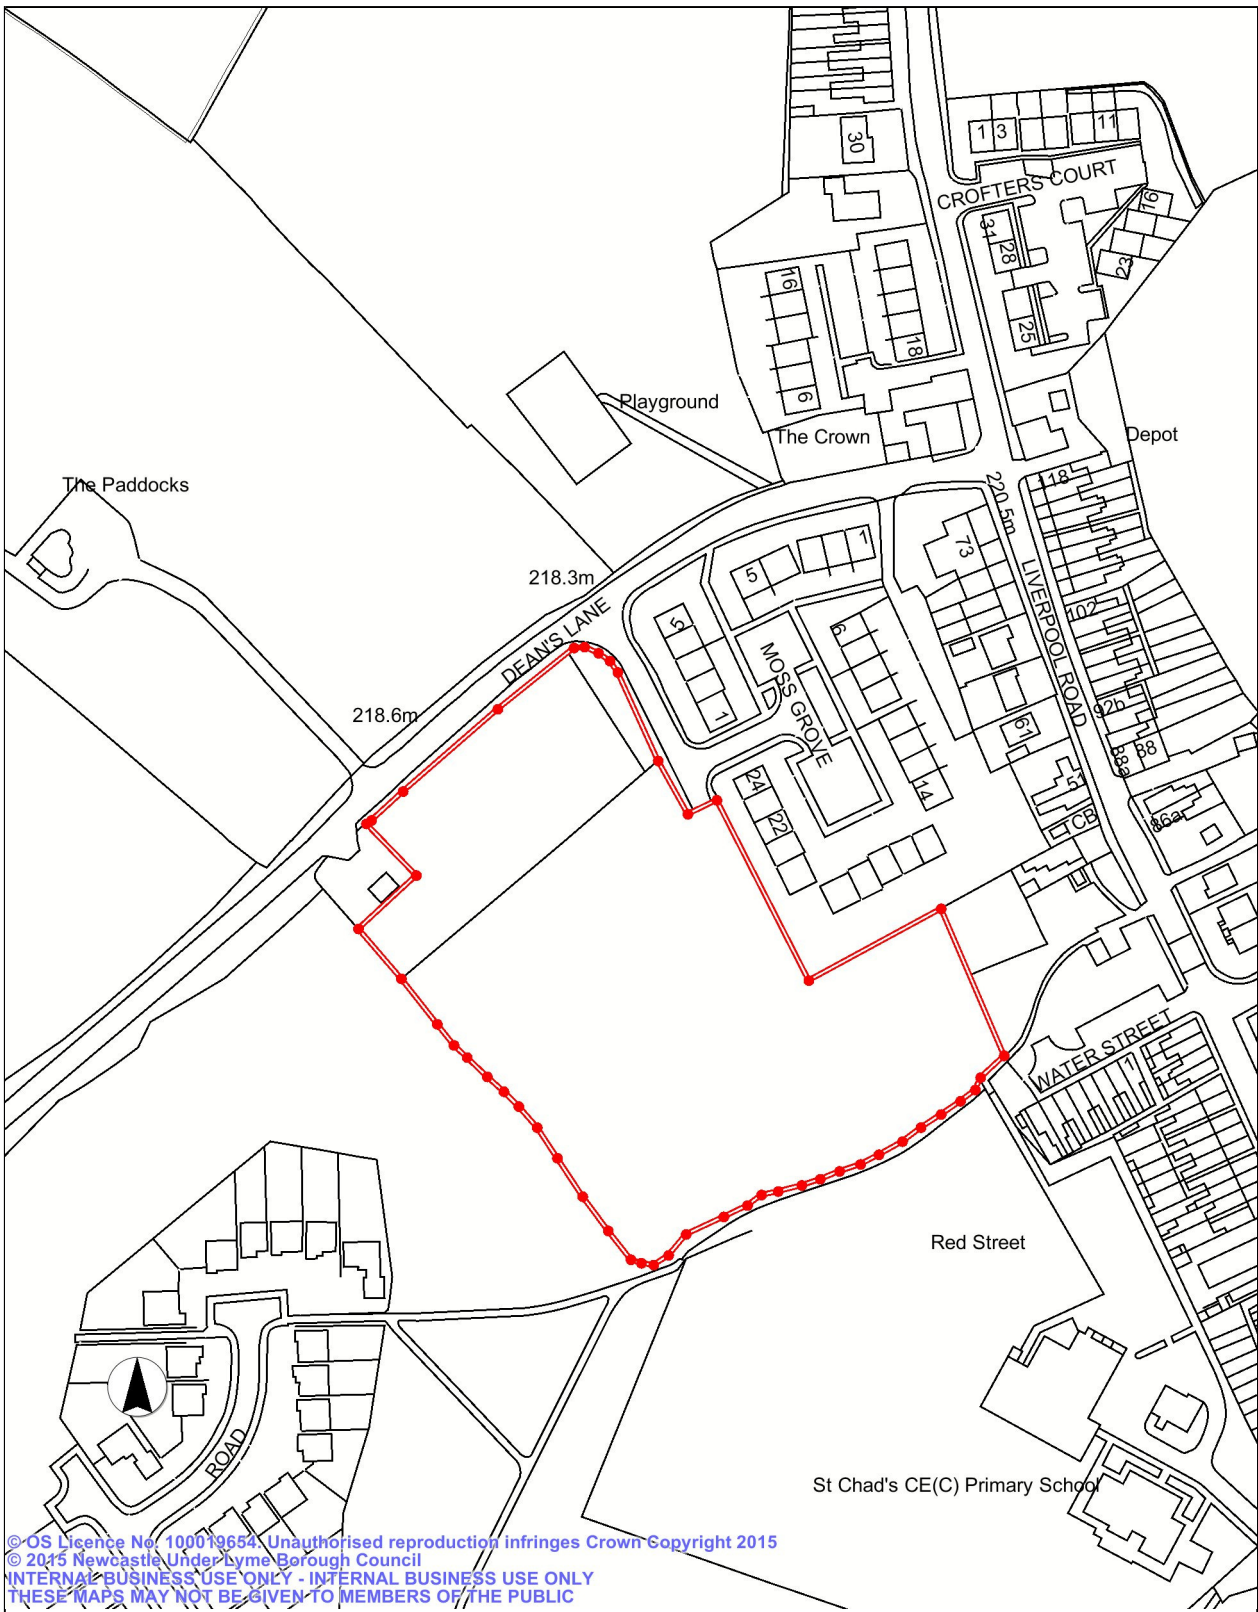 30
1 3
11
CROFTERS COURT
16
31
28
23
16
25
18
6
Playground
The Crown
Depot
The Paddocks
118
220.5m
73
1
5
218.3m
DEAN'S LANE
5
6
LIVERPOOL ROAD
102
MOSS GROVE
1
92b
218.6m
61
88a
88
24
14
51
22
CB
86a
WATER STREET
1
Red Street
ROAD
St Chad's CE(C) Primary School
© OS Licence No. 100019654. Unauthorised reproduction infringes Crown Copyright 2015
© 2015 Newcastle Under Lyme Borough Council
INTERNAL BUSINESS USE ONLY - INTERNAL BUSINESS USE ONLY
THESE MAPS MAY NOT BE GIVEN TO MEMBERS OF THE PUBLIC